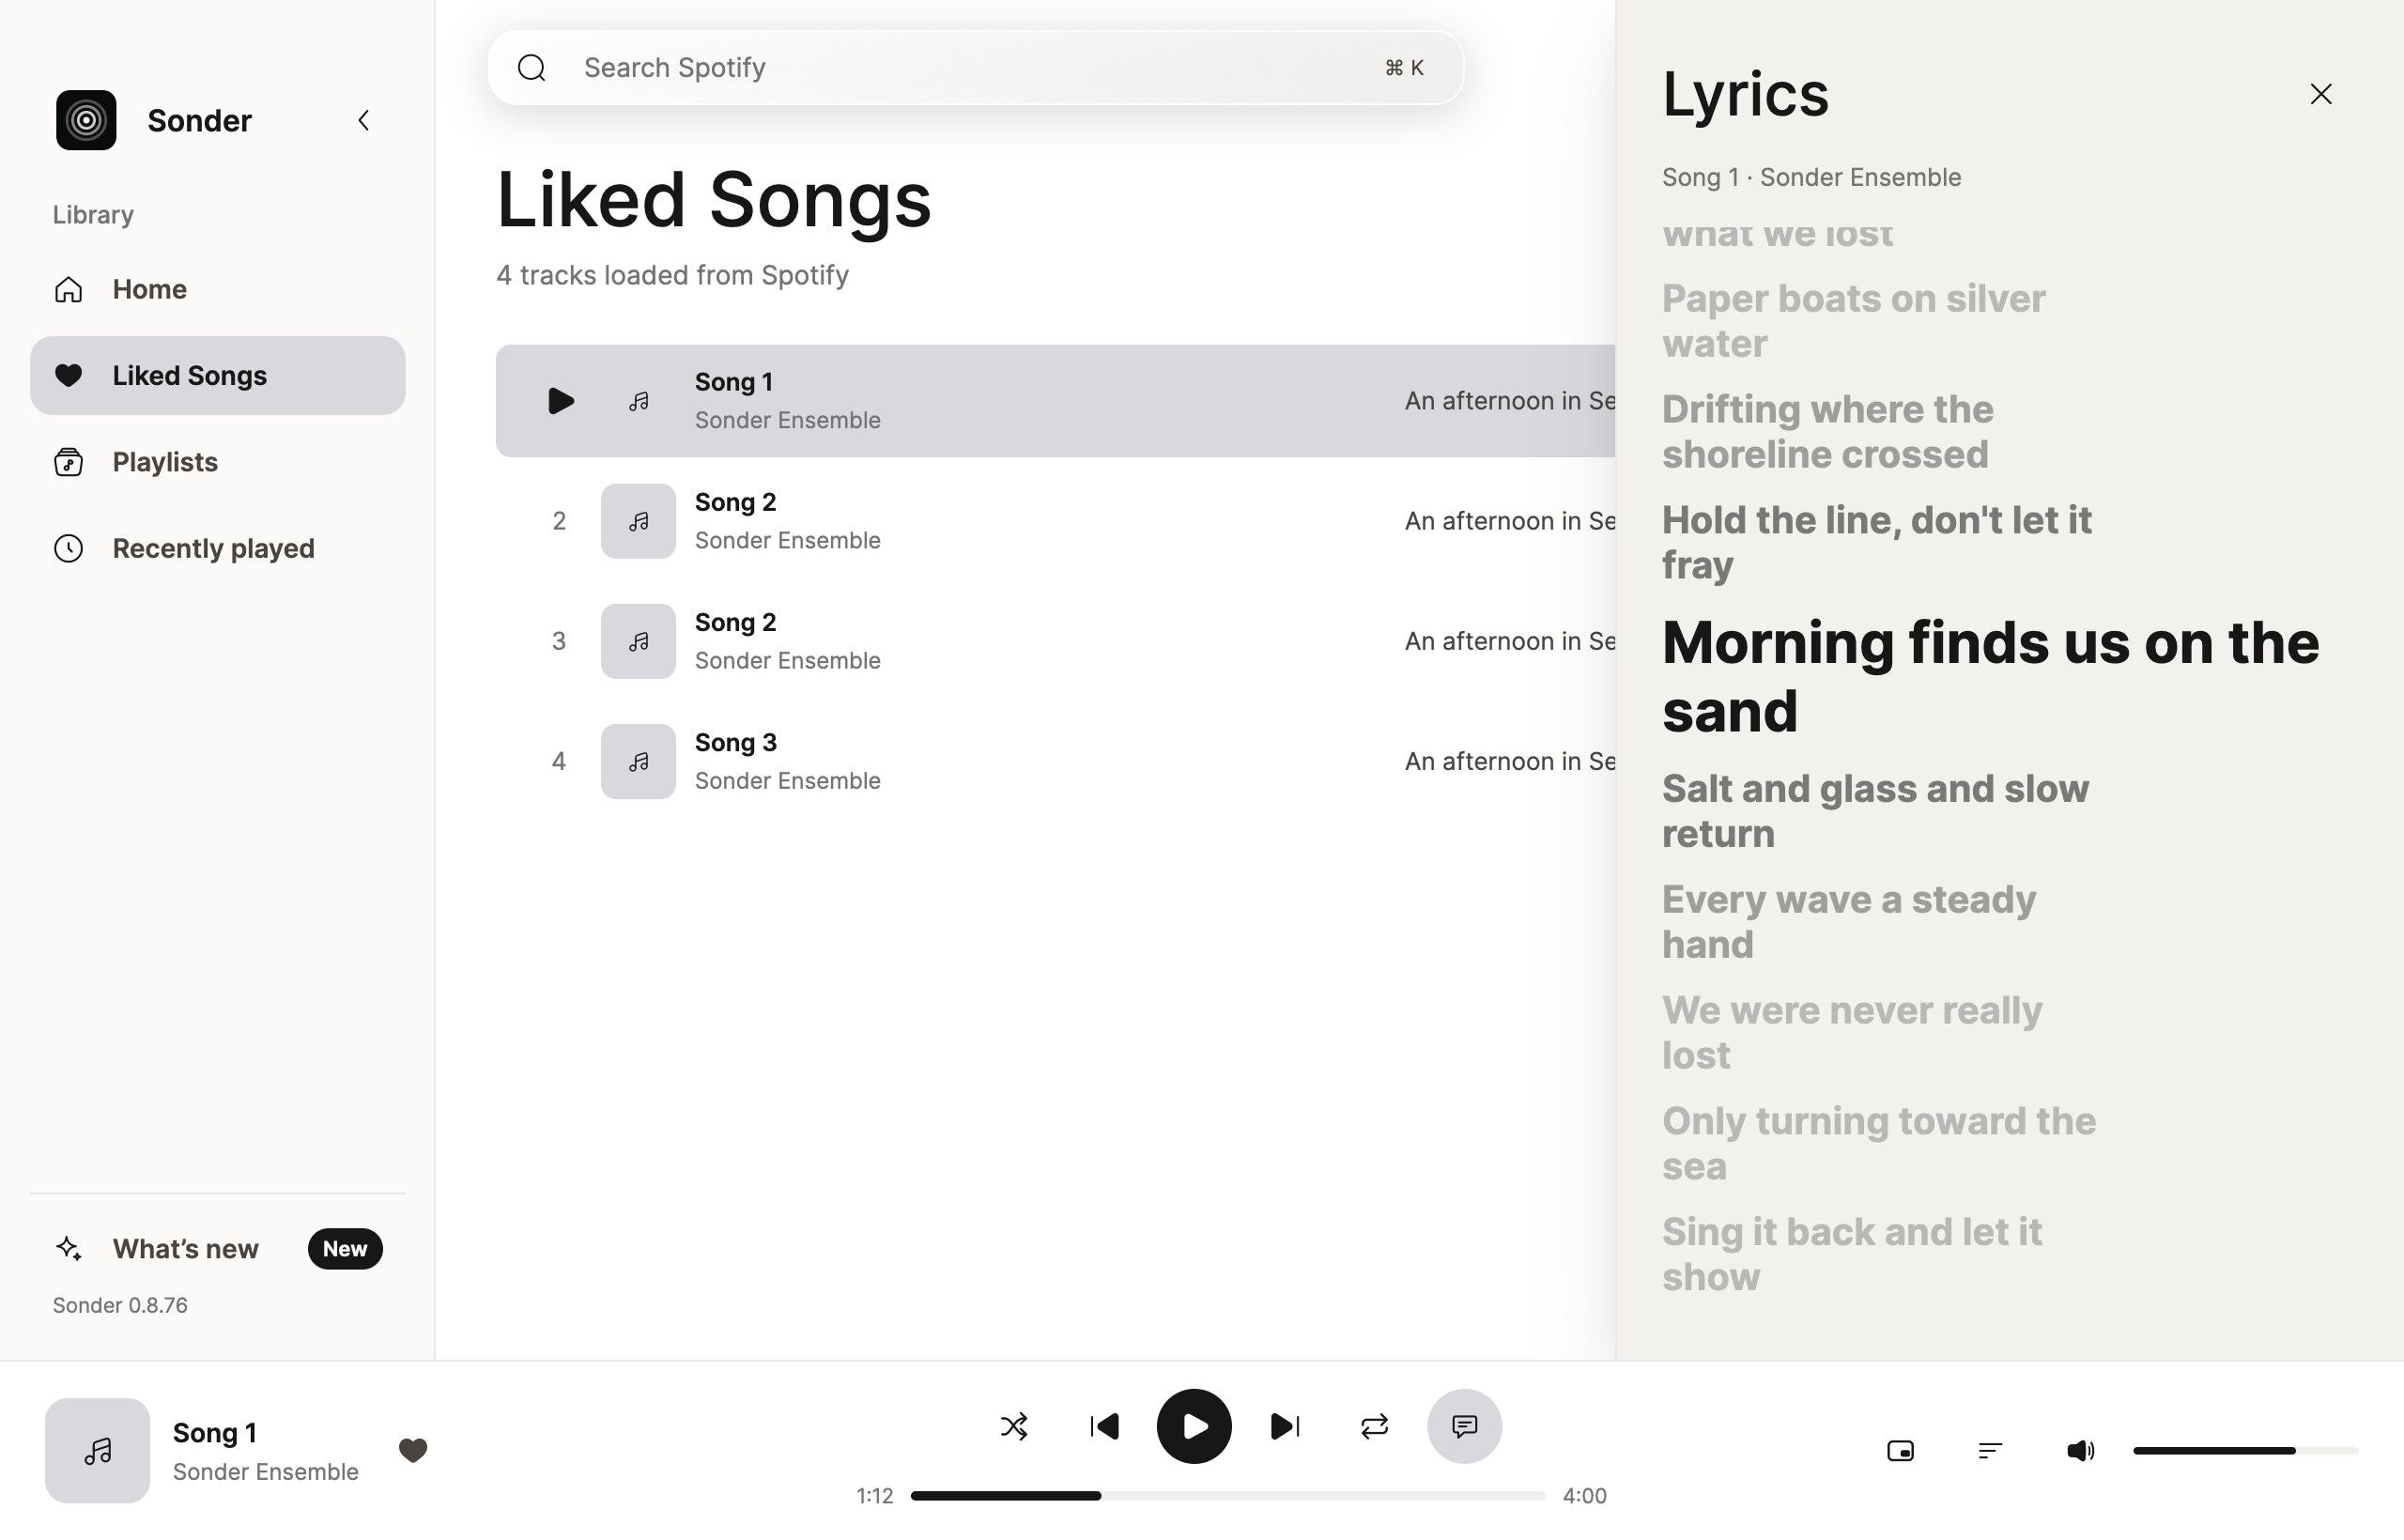 Sonder
Library
Home
Liked Songs
Playlists
Recently played
What’s new
New
Sonder 0.8.76
Search Spotify
⌘ K
Liked Songs
4 tracks loaded from Spotify
Song 1
Sonder Ensemble
An afternoon in Se
2
Song 2
Sonder Ensemble
An afternoon in Se
3
Song 2
Sonder Ensemble
An afternoon in Se
4
Song 3
Sonder Ensemble
An afternoon in Se
Lyrics
Song 1 · Sonder Ensemble
what we lost
Paper boats on silver
water
Drifting where the
shoreline crossed
Hold the line, don't let it
fray
Morning finds us on the
sand
Salt and glass and slow
return
Every wave a steady
hand
We were never really
lost
Only turning toward the
sea
Sing it back and let it
show
Song 1
Sonder Ensemble
1:12
4:00